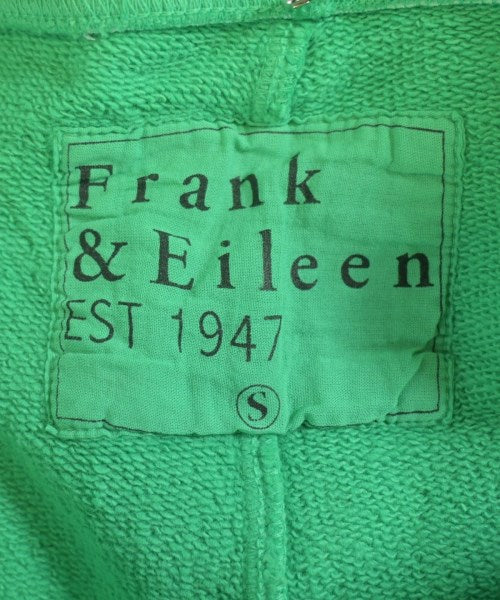 Frank
& Eileen
EST 1947
S